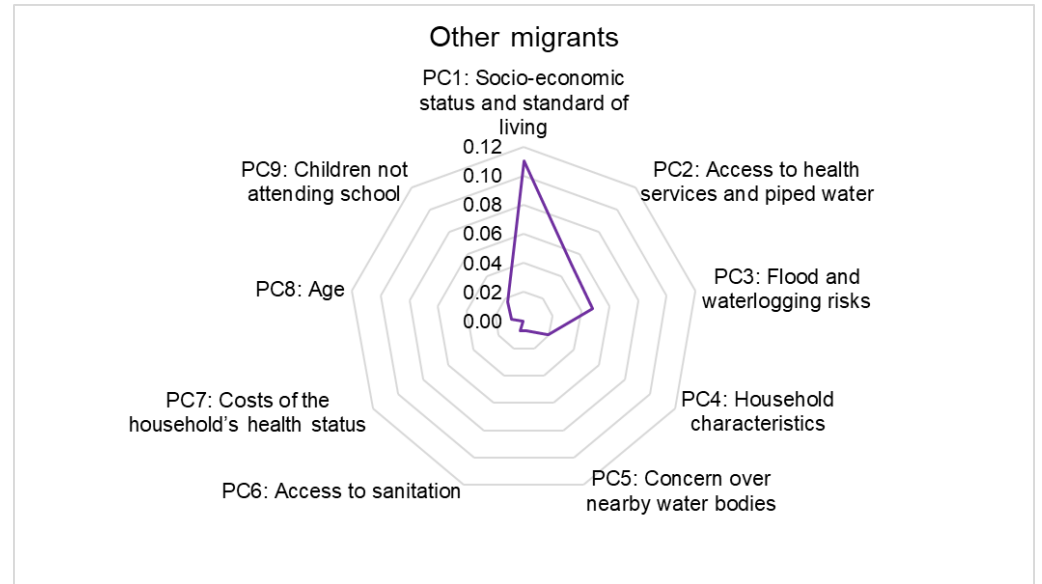 Other migrants
PC1: Socio-economic
status and standard of
living
0.12
0.10
0.08
0.06
0.04
0.02
0.00
PC2: Access to health
services and piped water
PC3: Flood and
waterlogging risks
PC4: Household
characteristics
PC5: Concern over
nearby water bodies
PC6: Access to sanitation
PC7: Costs of the
household's health status
PC8: Age
PC9: Children not
attending school